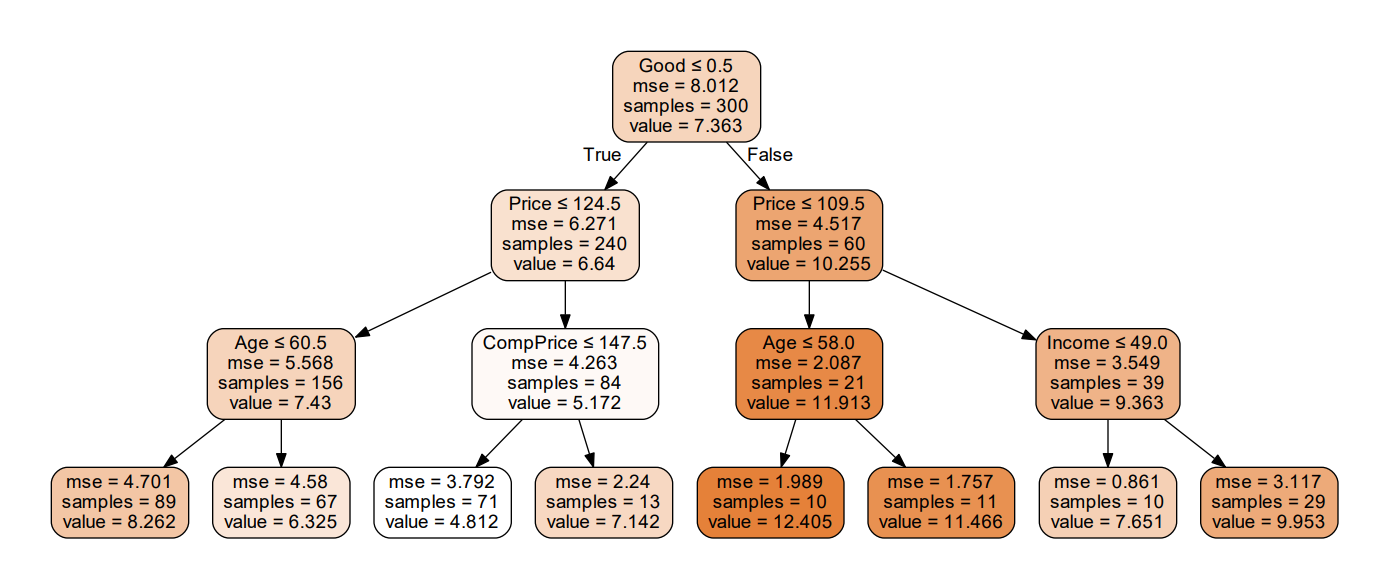 Good ≤ 0.5
mse = 8.012
samples = 300
value = 7.363
True
False
Price ≤ 124.5
mse = 6.271
samples = 240
value = 6.64
Price ≤ 109.5
mse = 4.517
samples = 60
value = 10.255
Age ≤ 60.5
mse = 5.568
samples = 156
value = 7.43
CompPrice ≤ 147.5
mse = 4.263
samples = 84
value = 5.172
Age ≤ 58.0
mse = 2.087
samples = 21
value = 11.913
Income ≤ 49.0
mse = 3.549
samples = 39
value = 9.363
mse = 4.701
samples = 89
value = 8.262
mse = 4.58
samples = 67
value = 6.325
mse = 3.792
samples = 71
value = 4.812
mse = 2.24
samples = 13
value = 7.142
mse = 1.989
samples = 10
value = 12.405
mse = 1.757
samples = 11
value = 11.466
mse = 0.861
samples = 10
value = 7.651
mse = 3.117
samples = 29
value = 9.953